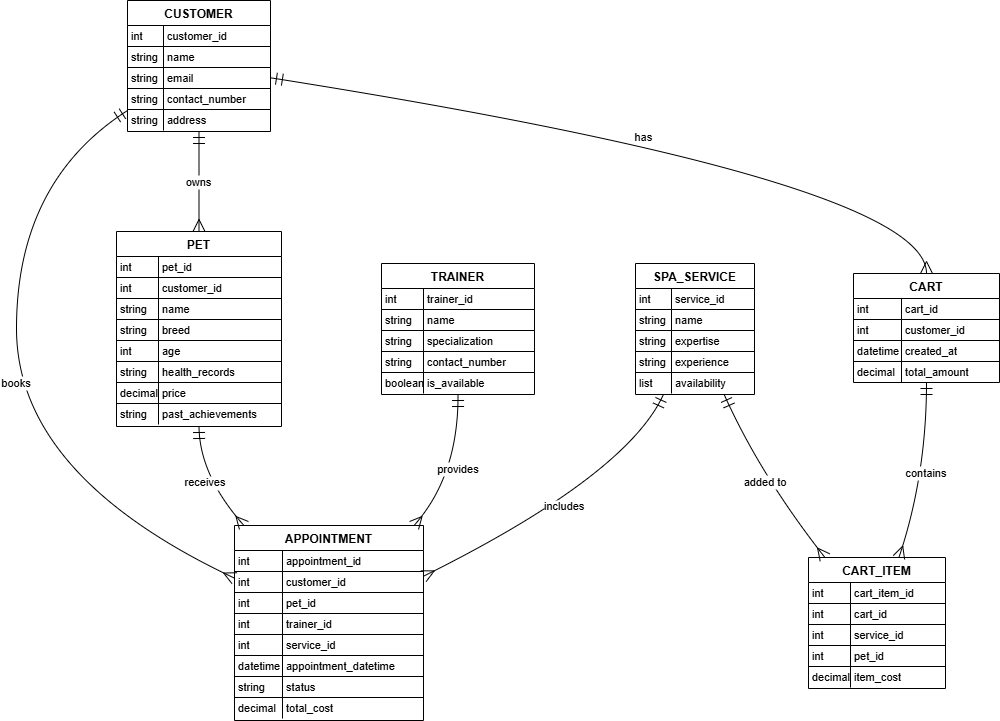 CUSTOMER
int customer_id
string name
string email
string contact_number
string address
has
owns
books
PET
int pet_id
int customer_id
string name
string breed
int age
string health_records
decimal price
string past_achievements
TRAINER
int trainer_id
string name
string specialization
string contact_number
boolean is_available
SPA_SERVICE
int service_id
string name
string expertise
string experience
list availability
CART
int cart_id
int customer_id
datetime created_at
decimal total_amount
receives
provides
includes
added to
contains
APPOINTMENT
int appointment_id
int customer_id
int pet_id
int trainer_id
int service_id
datetime appointment_datetime
string status
decimal total_cost
CART_ITEM
int cart_item_id
int cart_id
int service_id
int pet_id
decimal item_cost